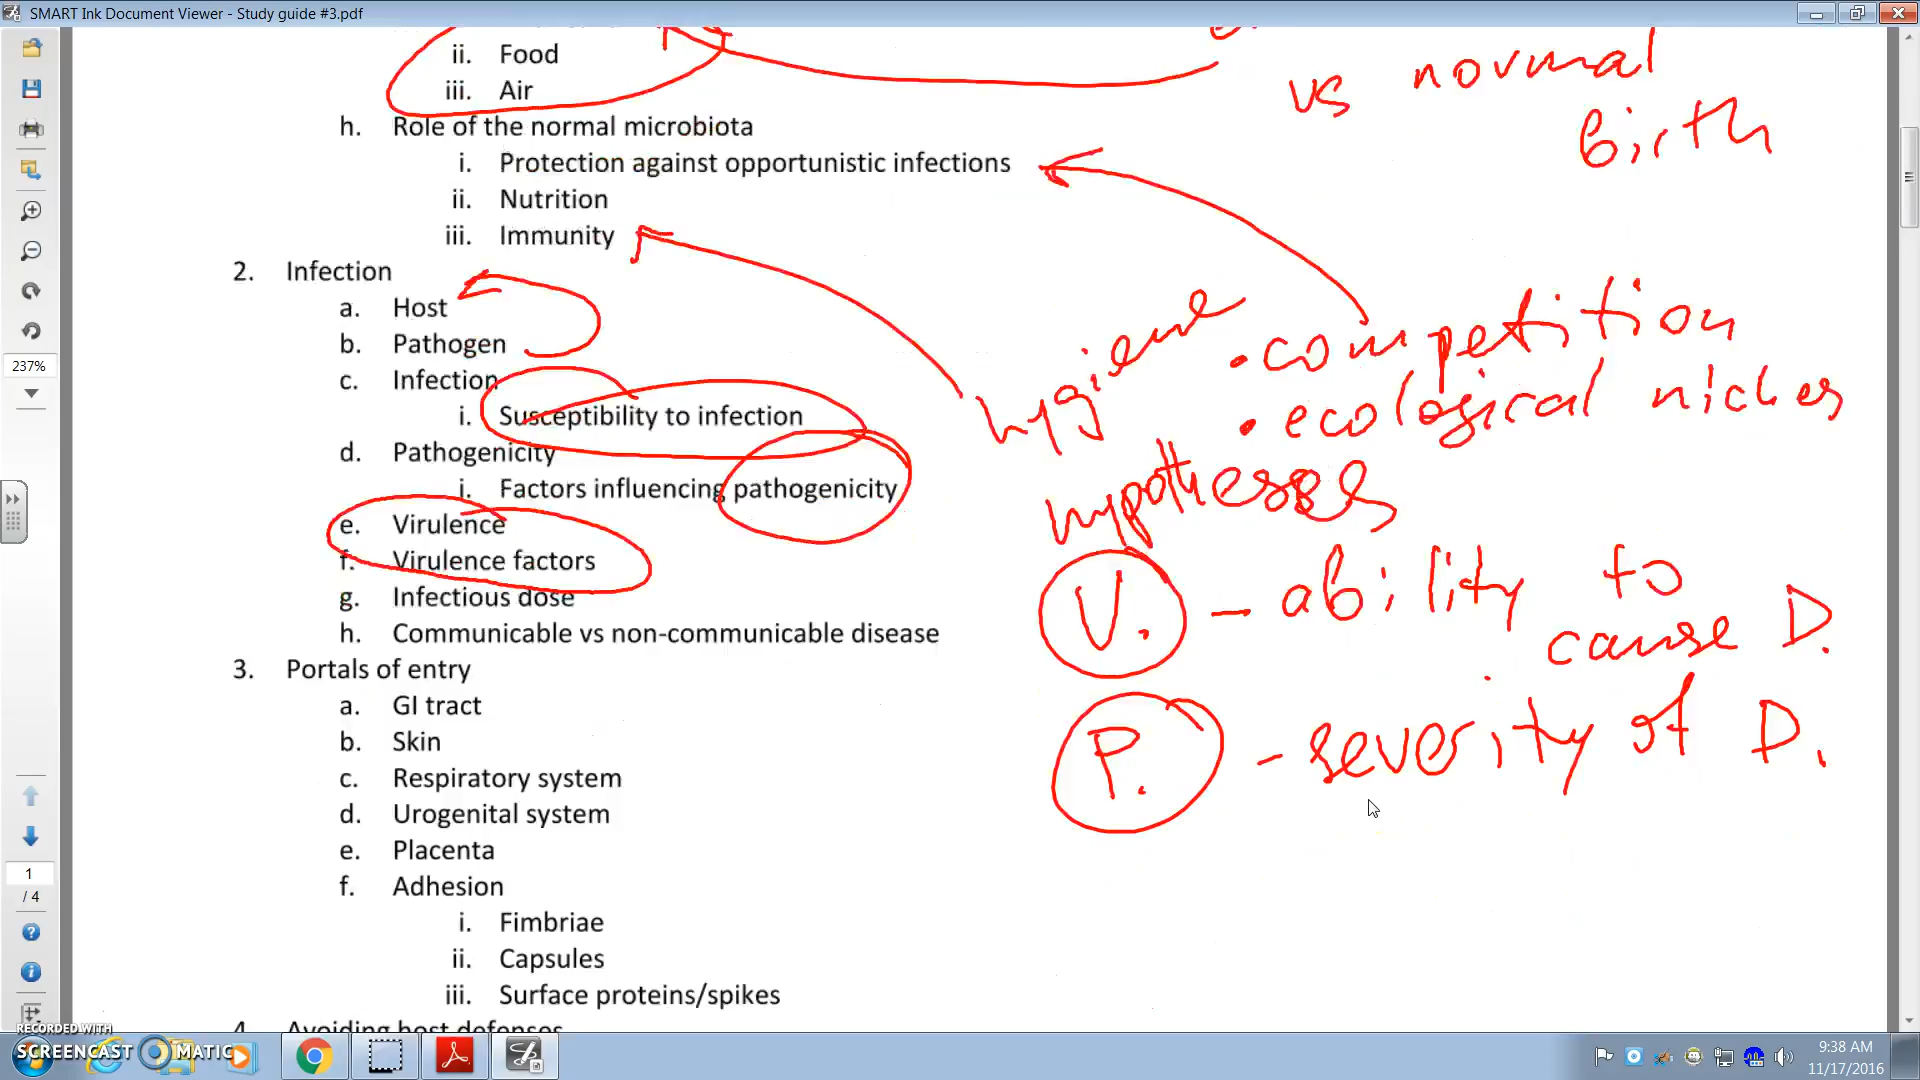 SMART Ink Document Viewer - Study guide #3.pdf
ii. Food
iii. Air
vs normal
birth
h. Role of the normal microbiota
i. Protection against opportunistic infections
ii. Nutrition
iii. Immunity
2. Infection
a. Host
b. Pathogen
c. Infection
i. Susceptibility to infection
d. Pathogenicity
i. Factors influencing pathogenicity
e. Virulence
f. Virulence factors
g. Infectious dose
h. Communicable vs non-communicable disease
3. Portals of entry
a. GI tract
b. Skin
c. Respiratory system
d. Urogenital system
e. Placenta
f. Adhesion
i. Fimbriae
ii. Capsules
iii. Surface proteins/spikes
4. Avoiding host defenses
hygiene
• competition
• ecological niches
V. - ability to
cause D.
P. - severity of D.
237%
1
/ 4
RECORDED WITH
SCREENCAST MATIC
9:38 AM
11/17/2016